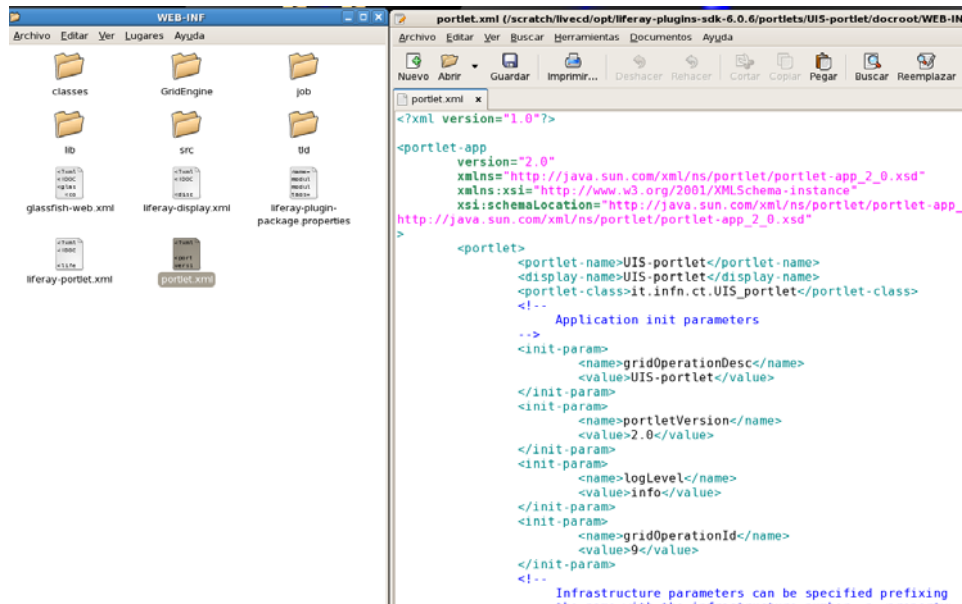 WEB-INF
Archivo Editar Ver Lugares Ayuda
classes GridEngine job
lib src tld
glassfish-web.xml liferay-display.xml liferay-plugin-
package.properties
liferay-portlet.xml portlet.xml
portlet.xml (/scratch/livecd/opt/liferay-plugins-sdk-6.0.6/portlets/UIS-portlet/docroot/WEB-IN
Archivo Editar Ver Buscar Herramientas Documentos Ayuda
Nuevo Abrir Guardar Imprimir... Deshacer Rehacer Cortar Copiar Pegar Buscar Reemplazar
portlet.xml x
<?xml version="1.0"?>
<portlet-app
version="2.0"
xmlns="http://java.sun.com/xml/ns/portlet/portlet-app_2_0.xsd"
xmlns:xsi="http://www.w3.org/2001/XMLSchema-instance"
xsi:schemaLocation="http://java.sun.com/xml/ns/portlet/portlet-app_
http://java.sun.com/xml/ns/portlet/portlet-app_2_0.xsd"
>
<portlet>
<portlet-name>UIS-portlet</portlet-name>
<display-name>UIS-portlet</display-name>
<portlet-class>it.infn.ct.UIS_portlet</portlet-class>
<!--
Application init parameters
-->
<init-param>
<name>gridOperationDesc</name>
<value>UIS-portlet</value>
</init-param>
<init-param>
<name>portletVersion</name>
<value>2.0</value>
</init-param>
<init-param>
<name>logLevel</name>
<value>info</value>
</init-param>
<init-param>
<name>gridOperationId</name>
<value>9</value>
</init-param>
<!--
Infrastructure parameters can be specified prefixing